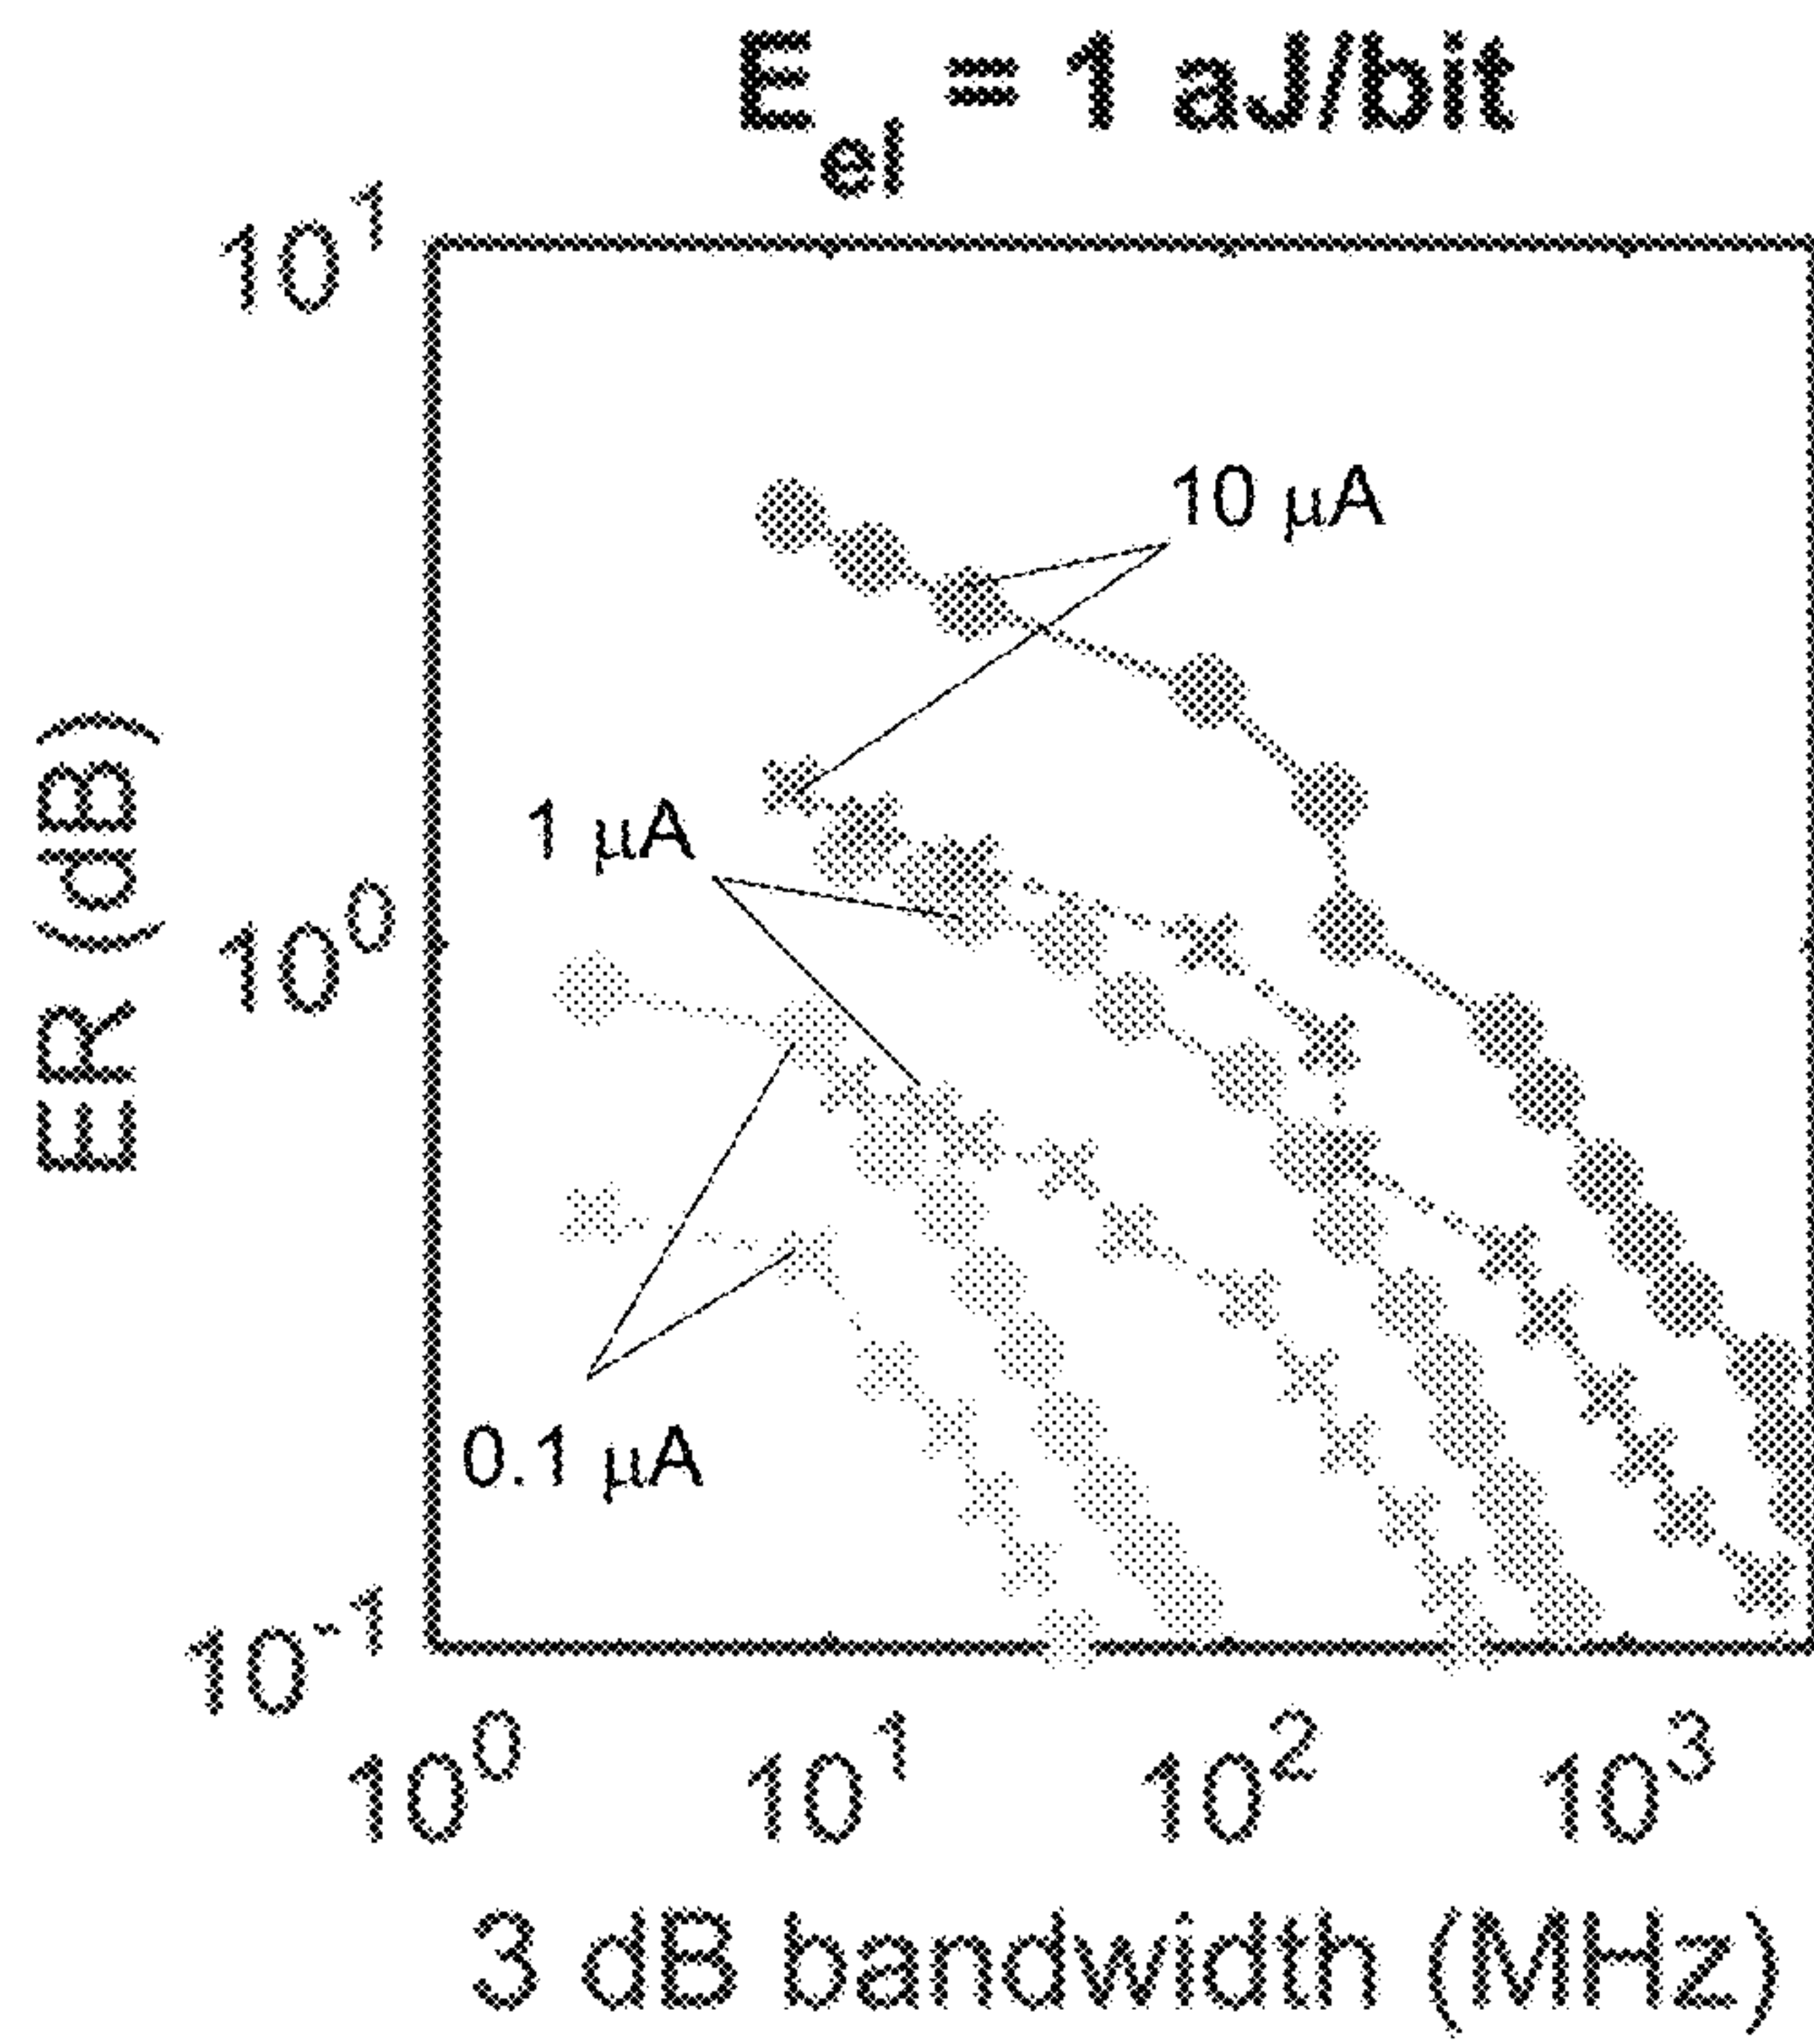 E_el = 1 aJ/bit
10^1
10 µA
1 µA
ER (dB)
10^0
0.1 µA
10^-1
10^0 10^1 10^2 10^3
3 dB bandwidth (MHz)